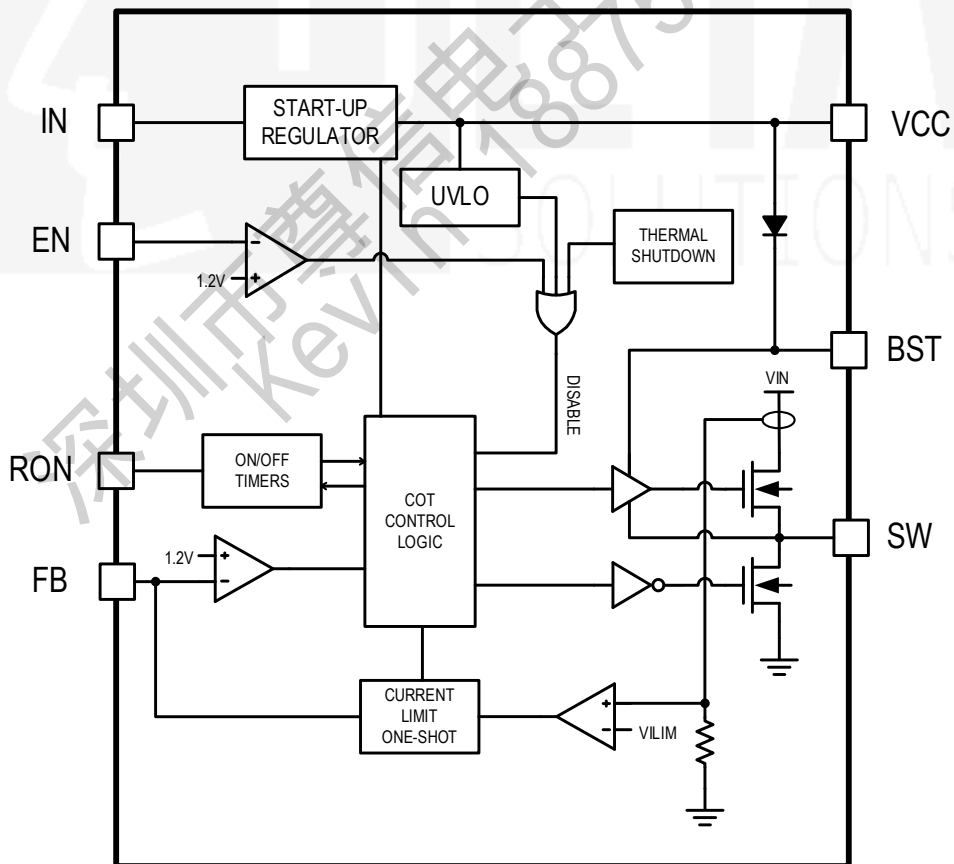 IN
START-UP
REGULATOR
VCC
UVLO
EN
THERMAL
SHUTDOWN
1.2V
BST
VIN
DISABLE
RON
ON/OFF
TIMERS
COT
CONTROL
LOGIC
SW
1.2V
FB
CURRENT
LIMIT
ONE-SHOT
VILIM
深圳市尊信电子
Kevin 18875
SOLUTIONS